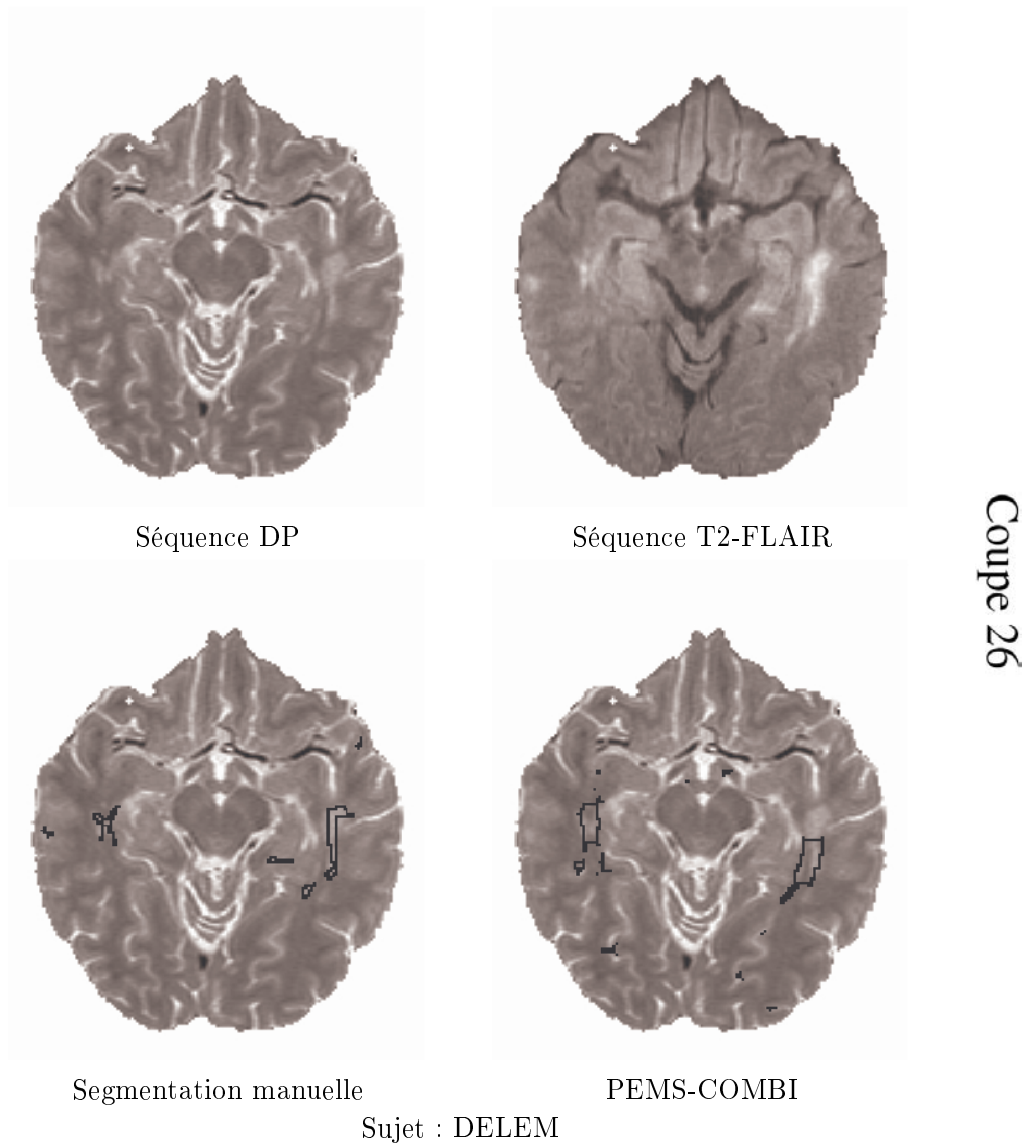 Séquence DP
Séquence T2-FLAIR
Coupe 26
Segmentation manuelle
PEMS-COMBI
Sujet : DELEM